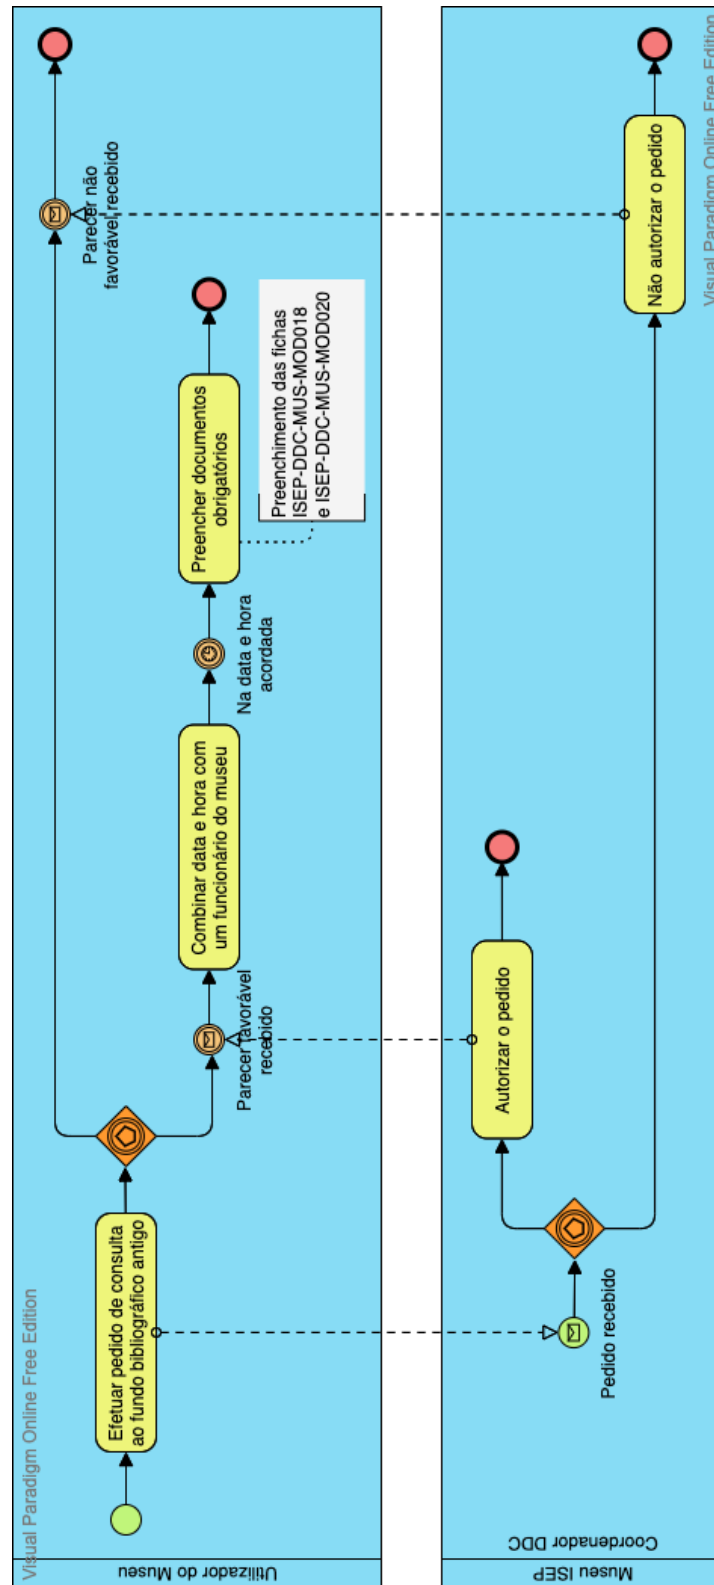 Visual Paradigm Online Free Edition
Utilizador do Museu
Efetuar pedido de consulta
ao fundo bibliográfico antigo
Parecer não
favorável recebido
Parecer favorável
recebido
Combinar data e hora com
um funcionário do museu
Na data e hora
acordada
Preencher documentos
obrigatórios
Preenchimento das fichas
ISEP-DDC-MUS-MOD018
e ISEP-DDC-MUS-MOD020
Museu ISEP
Coordenador DDC
Pedido recebido
Autorizar o pedido
Não autorizar o pedido
Visual Paradigm Online Free Edition